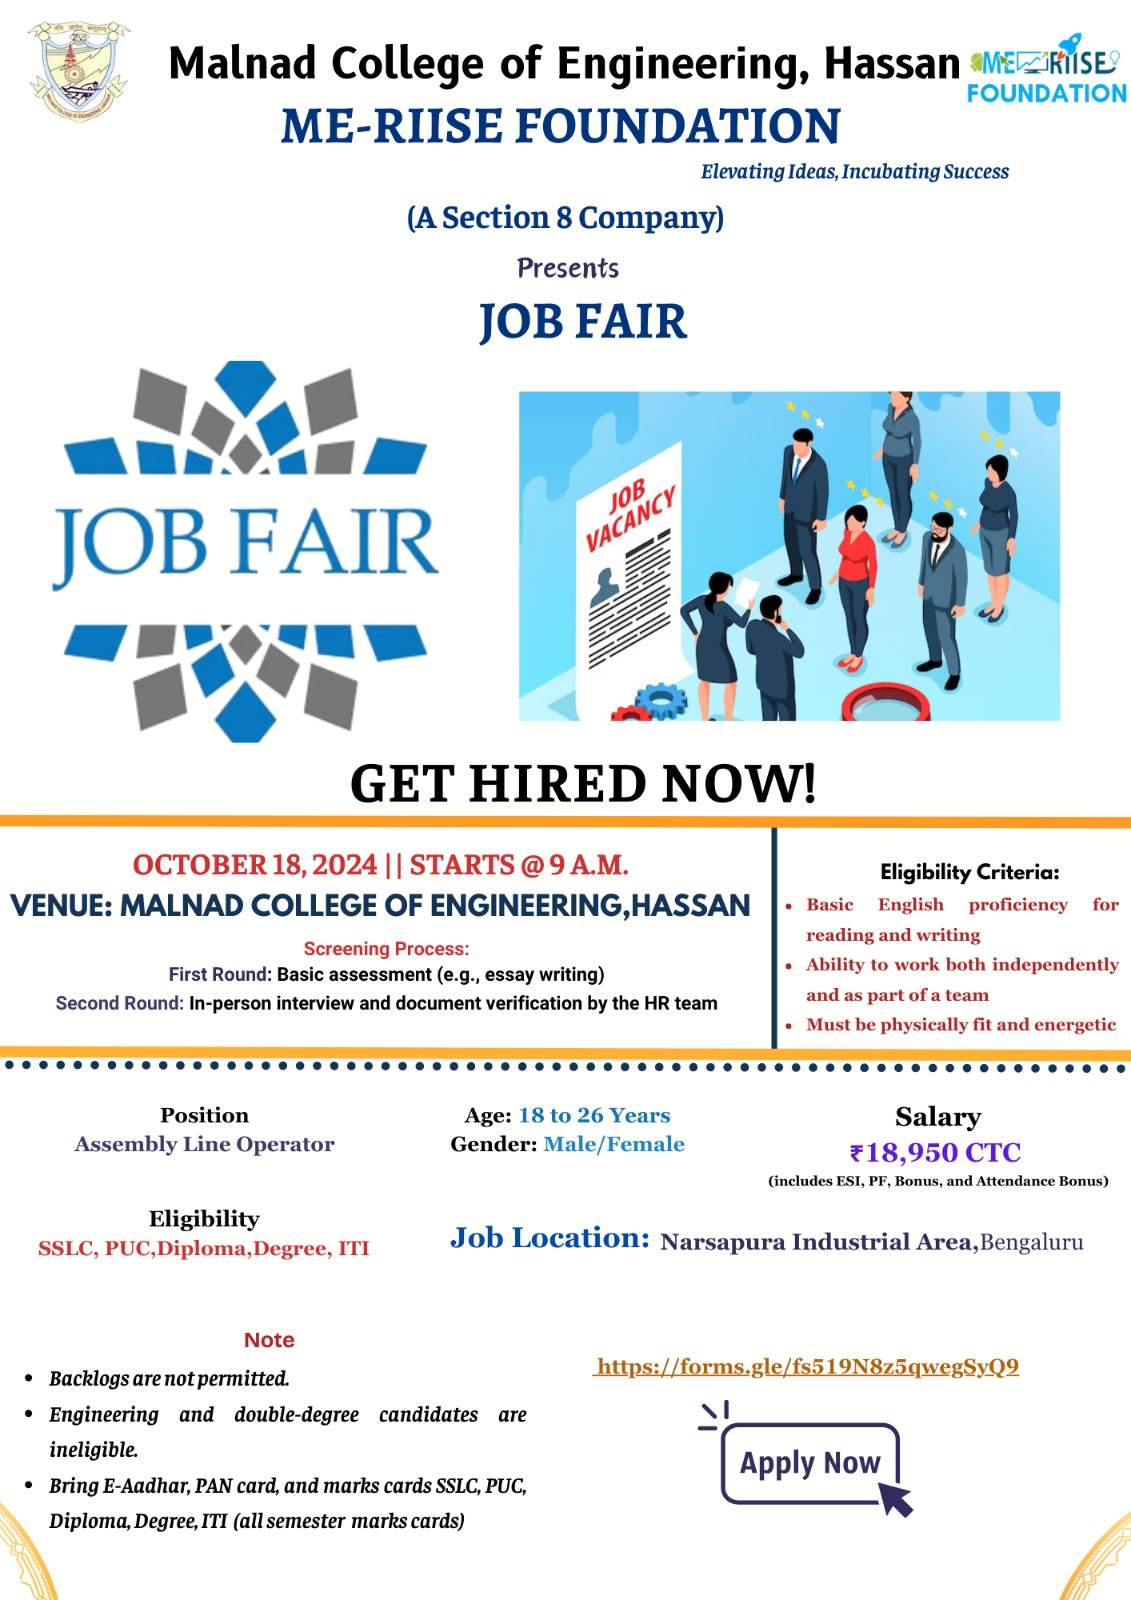 Malnad College of Engineering, Hassan
ME-RIISE
FOUNDATION
ME-RIISE FOUNDATION
Elevating Ideas, Incubating Success
(A Section 8 Company)
Presents
JOB FAIR
JOB FAIR
JOB
VACANCY
GET HIRED NOW!
OCTOBER 18, 2024 || STARTS @ 9 A.M.
VENUE: MALNAD COLLEGE OF ENGINEERING,HASSAN
Screening Process:
First Round: Basic assessment (e.g., essay writing)
Second Round: In-person interview and document verification by the HR team
Eligibility Criteria:
• Basic English proficiency for
reading and writing
• Ability to work both independently
and as part of a team
• Must be physically fit and energetic
Position
Assembly Line Operator
Age: 18 to 26 Years
Gender: Male/Female
Salary
₹18,950 CTC
(includes ESI, PF, Bonus, and Attendance Bonus)
Eligibility
SSLC, PUC,Diploma,Degree, ITI
Job Location: Narsapura Industrial Area,Bengaluru
Note
• Backlogs are not permitted.
• Engineering and double-degree candidates are
ineligible.
• Bring E-Aadhar, PAN card, and marks cards SSLC, PUC,
Diploma, Degree, ITI (all semester marks cards)
https://forms.gle/fs519N8z5qwegSyQ9
Apply Now